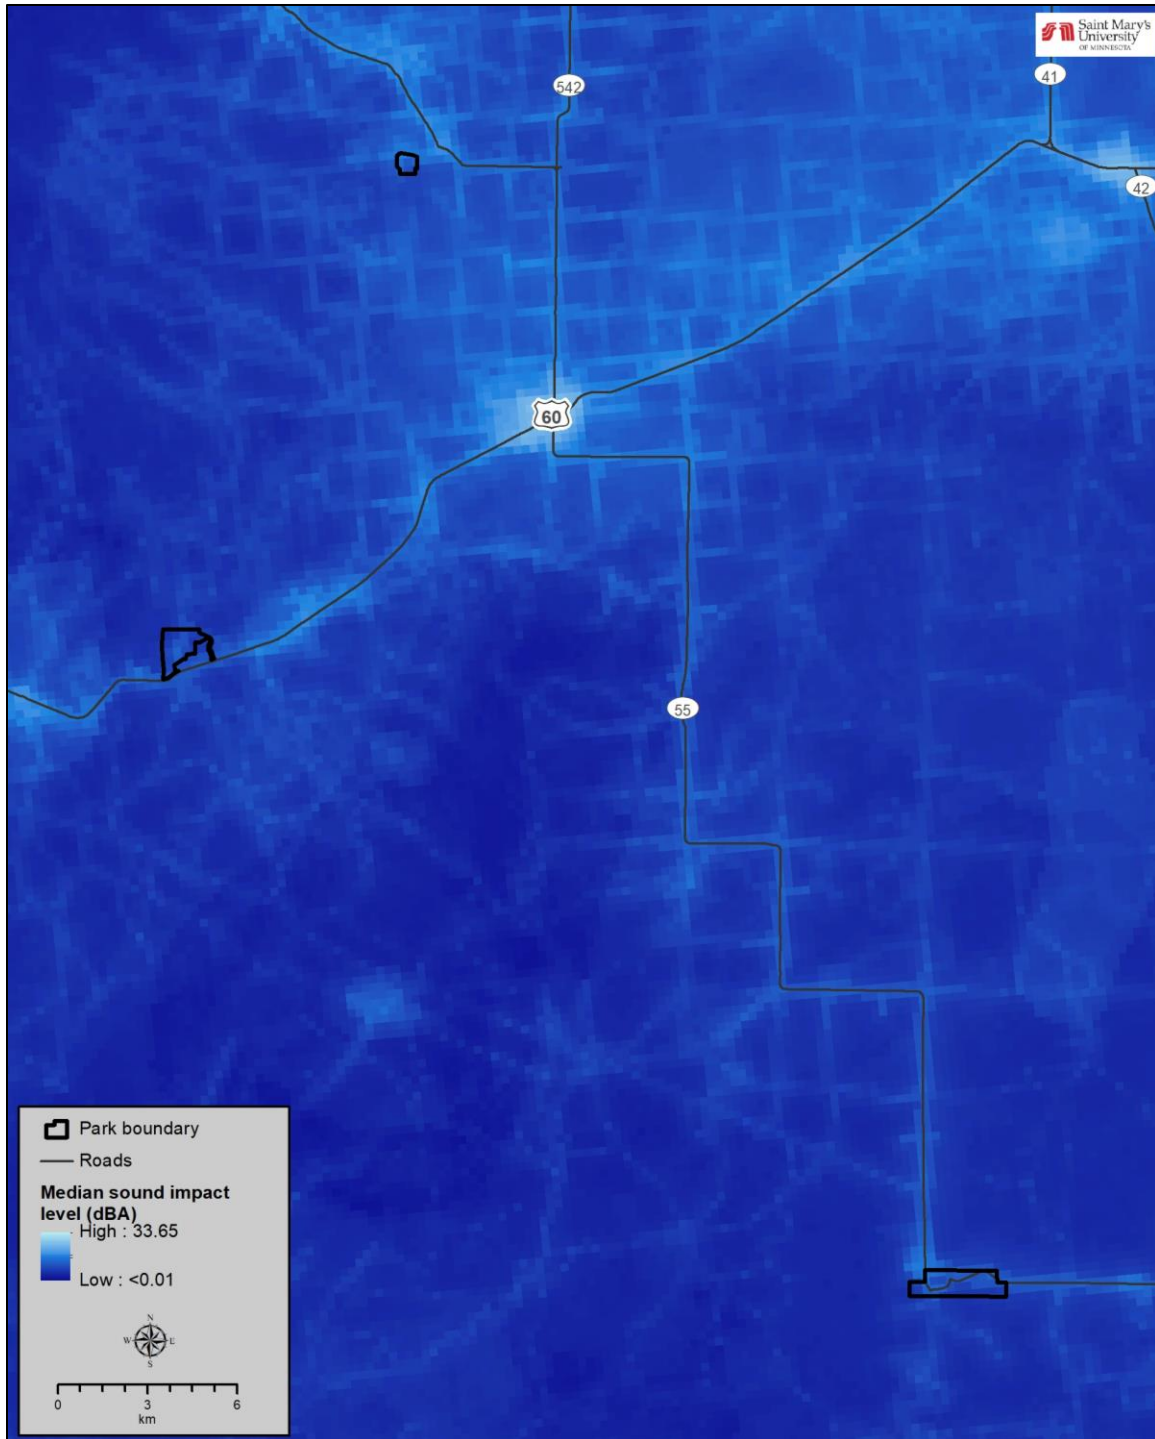 Saint Mary's
University
OF MINNESOTA
542
41
42
60
55
Park boundary
Roads
Median sound impact
level (dBA)
High : 33.65
Low : <0.01
N
W E
S
0 3 6
km